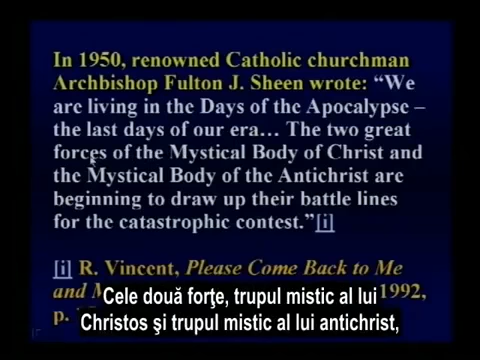 In 1950, renowned Catholic churchman
Archbishop Fulton J. Sheen wrote: “We
are living in the Days of the Apocalypse –
the last days of our era… The two great
forces of the Mystical Body of Christ and
the Mystical Body of the Antichrist are
beginning to draw up their battle lines
for the catastrophic contest.”[i]
[i] R. Vincent, Please Come Back to Me
and 1992,
p.
Cele două forţe, trupul mistic al lui
Christos şi trupul mistic al lui antichrist,